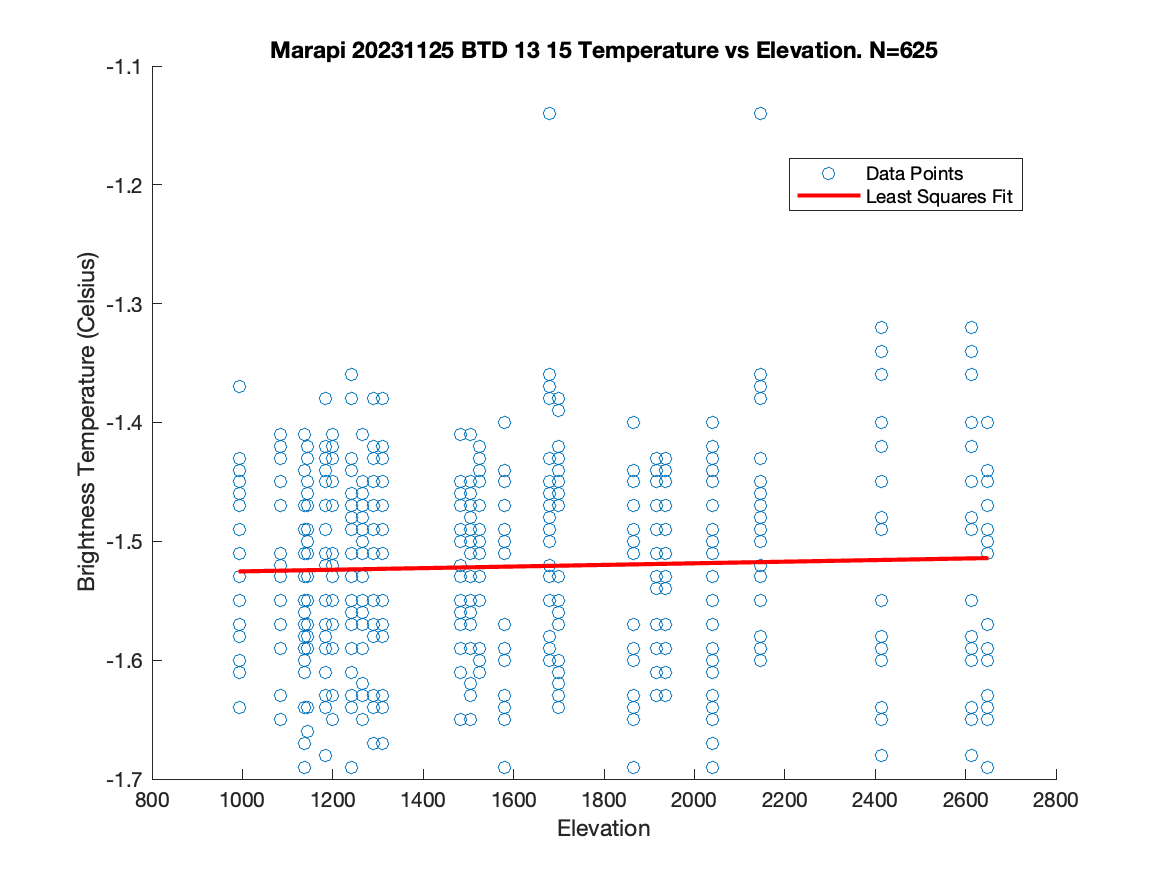 Marapi 20231125 BTD 13 15 Temperature vs Elevation. N=625
-1.1
-1.2
-1.3
-1.4
-1.5
-1.6
-1.7
Brightness Temperature (Celsius)
Data Points
Least Squares Fit
800 1000 1200 1400 1600 1800 2000 2200 2400 2600 2800
Elevation